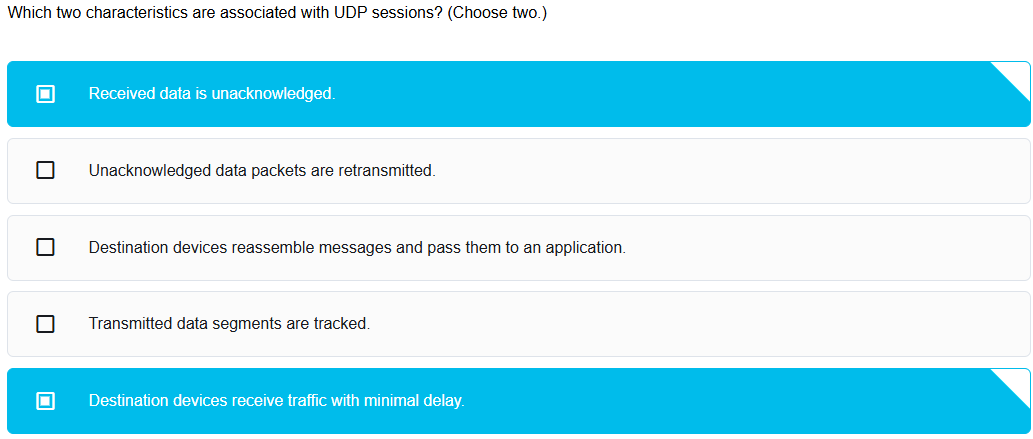 Which two characteristics are associated with UDP sessions? (Choose two.)
Received data is unacknowledged.
Unacknowledged data packets are retransmitted.
Destination devices reassemble messages and pass them to an application.
Transmitted data segments are tracked.
Destination devices receive traffic with minimal delay.